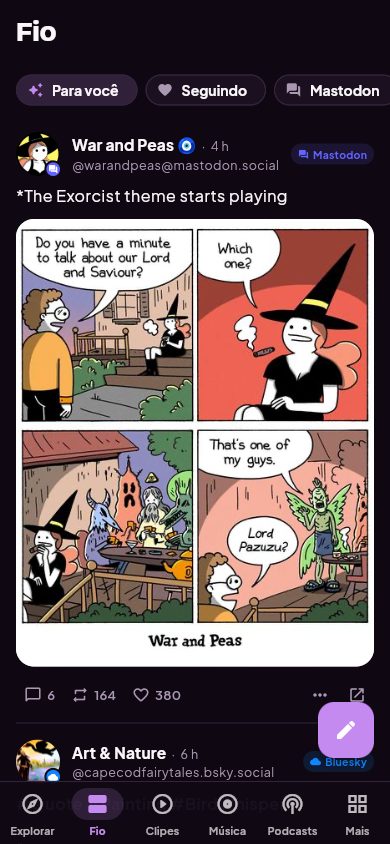 Fio
Para você
Seguindo
Mastodon
War and Peas · 4 h
@warandpeas@mastodon.social
Mastodon
*The Exorcist theme starts playing
Do you have a minute
to talk about our Lord
and Saviour?
Which
one?
That's one of
my guys.
Lord
Pazuzu?
War and Peas
6
164
380
Art & Nature · 6 h
@capecodfairytales.bsky.social
Bluesky
Explorar
Fio
Clipes
Música
Podcasts
Mais